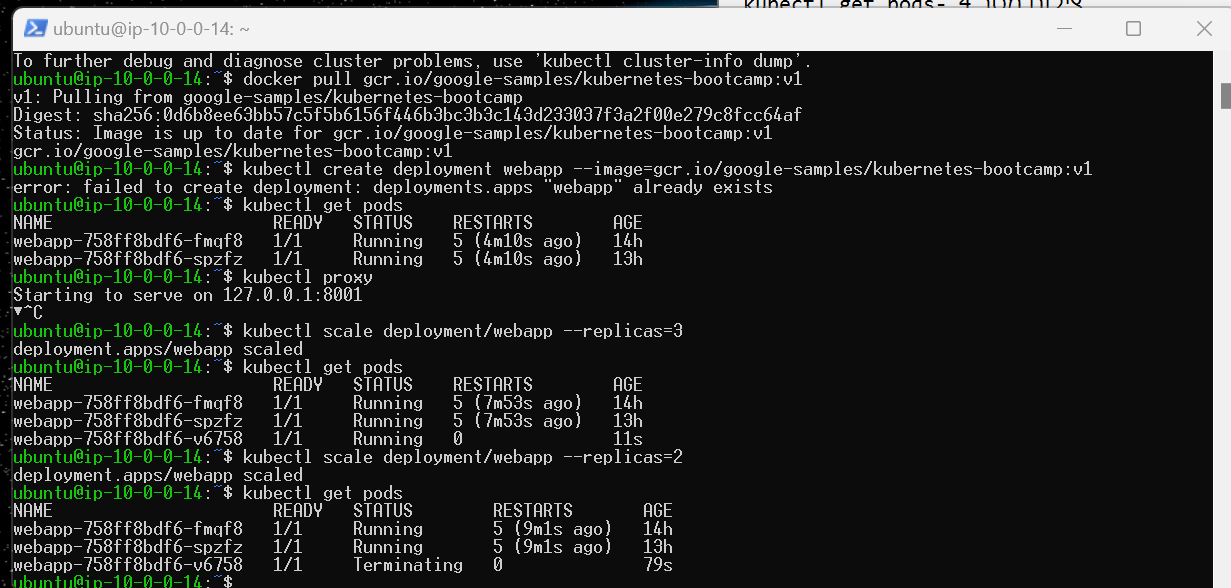 ubuntu@ip-10-0-0-14: ~
To further debug and diagnose cluster problems, use 'kubectl cluster-info dump'.
ubuntu@ip-10-0-0-14:~$ docker pull gcr.io/google-samples/kubernetes-bootcamp:v1
v1: Pulling from google-samples/kubernetes-bootcamp
Digest: sha256:0d6b8ee63bb57c5f5b6156f446b3bc3b3c143d233037f3a2f00e279c8fcc64af
Status: Image is up to date for gcr.io/google-samples/kubernetes-bootcamp:v1
gcr.io/google-samples/kubernetes-bootcamp:v1
ubuntu@ip-10-0-0-14:~$ kubectl create deployment webapp --image=gcr.io/google-samples/kubernetes-bootcamp:v1
error: failed to create deployment: deployments.apps "webapp" already exists
ubuntu@ip-10-0-0-14:~$ kubectl get pods
NAME READY STATUS RESTARTS AGE
webapp-758ff8bdf6-fmqf8 1/1 Running 5 (4m10s ago) 14h
webapp-758ff8bdf6-spzfz 1/1 Running 5 (4m10s ago) 13h
ubuntu@ip-10-0-0-14:~$ kubectl proxy
Starting to serve on 127.0.0.1:8001
▼^C
ubuntu@ip-10-0-0-14:~$ kubectl scale deployment/webapp --replicas=3
deployment.apps/webapp scaled
ubuntu@ip-10-0-0-14:~$ kubectl get pods
NAME READY STATUS RESTARTS AGE
webapp-758ff8bdf6-fmqf8 1/1 Running 5 (7m53s ago) 14h
webapp-758ff8bdf6-spzfz 1/1 Running 5 (7m53s ago) 13h
webapp-758ff8bdf6-v6758 1/1 Running 0 11s
ubuntu@ip-10-0-0-14:~$ kubectl scale deployment/webapp --replicas=2
deployment.apps/webapp scaled
ubuntu@ip-10-0-0-14:~$ kubectl get pods
NAME READY STATUS RESTARTS AGE
webapp-758ff8bdf6-fmqf8 1/1 Running 5 (9m1s ago) 14h
webapp-758ff8bdf6-spzfz 1/1 Running 5 (9m1s ago) 13h
webapp-758ff8bdf6-v6758 1/1 Terminating 0 79s
ubuntu@ip-10-0-0-14:~$